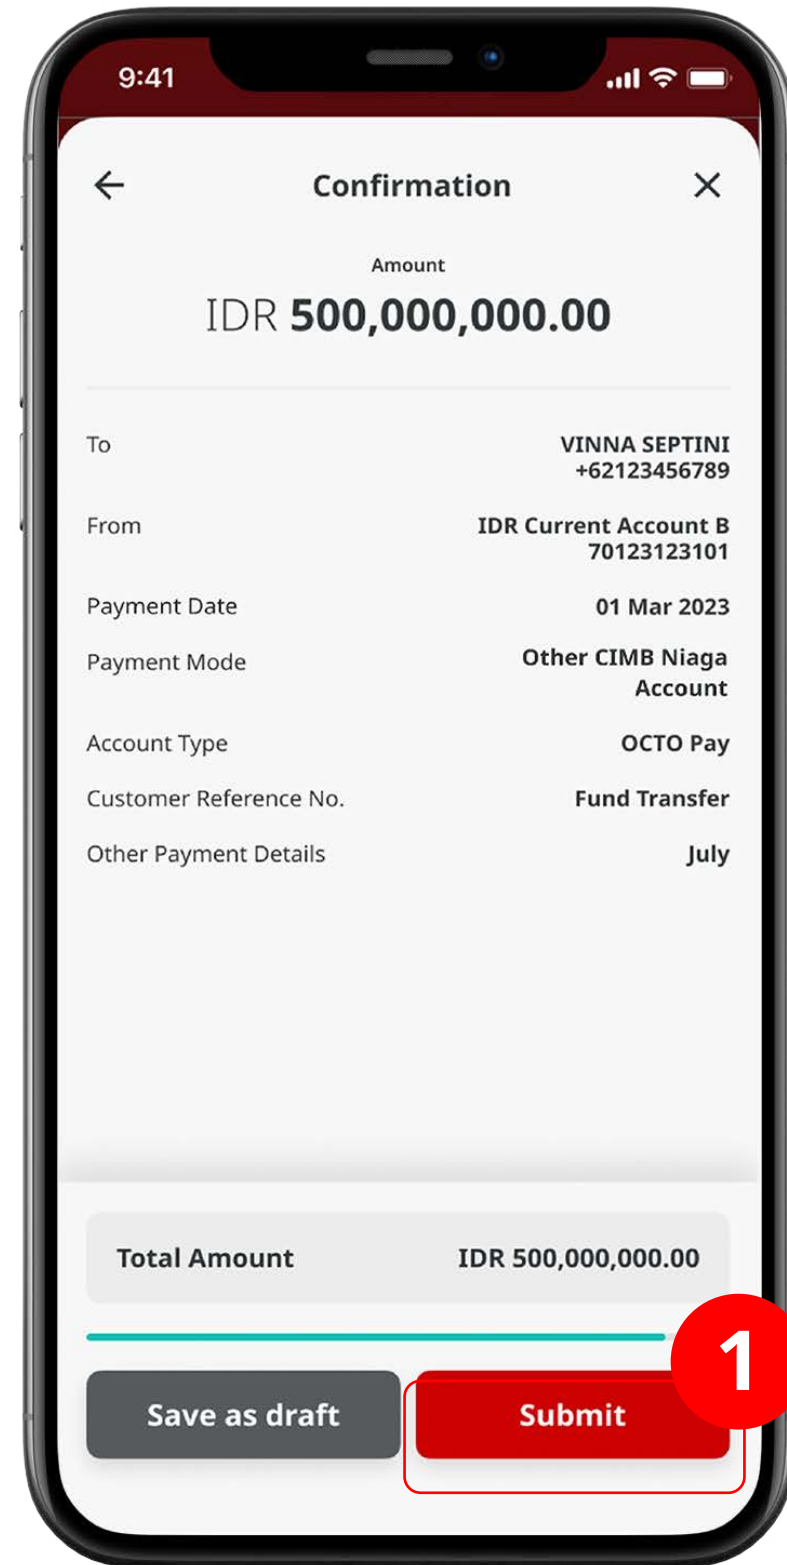 9:41
Confirmation
Amount
IDR 500,000,000.00
To VINNA SEPTINI
+62123456789
From IDR Current Account B
70123123101
Payment Date 01 Mar 2023
Payment Mode Other CIMB Niaga
Account
Account Type OCTO Pay
Customer Reference No. Fund Transfer
Other Payment Details July
Total Amount IDR 500,000,000.00
1
Save as draft Submit